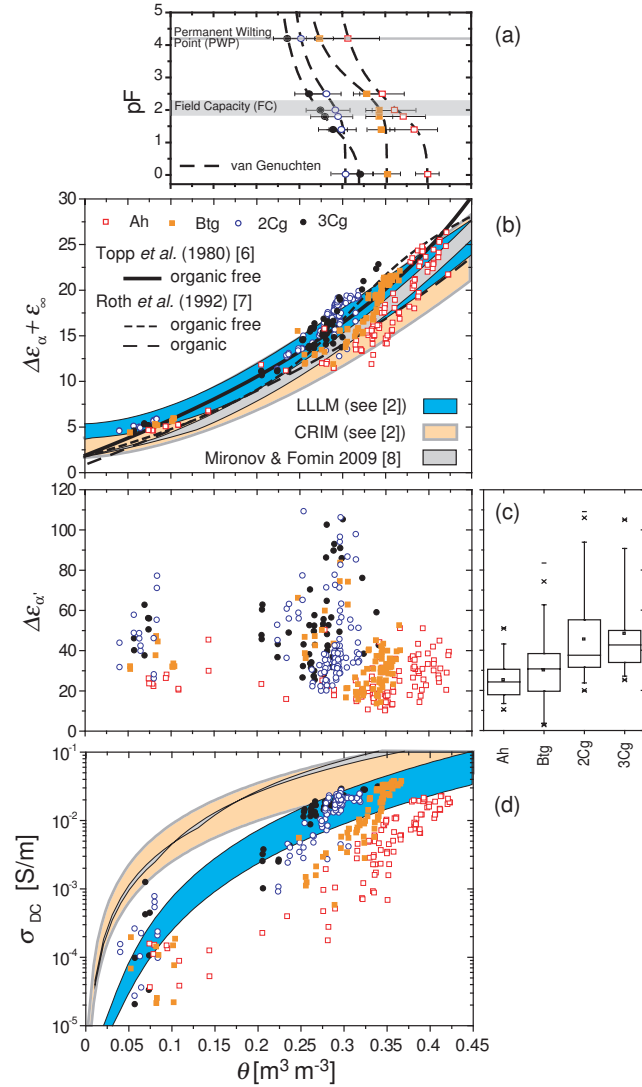 5
4
3
2
1
0
pF
Permanent Wilting
Point (PWP)
(a)
Field Capacity (FC)
van Genuchten
30
25
20
15
10
5
0
Δε_α + ε_∞
Ah Btg 2Cg 3Cg
(b)
Topp et al. (1980) [6]
organic free
Roth et al. (1992) [7]
organic free
organic
LLLM (see [2])
CRIM (see [2])
Mironov & Fomin 2009 [8]
120
100
80
60
40
20
0
Δε_α'
(c)
Ah Btg 2Cg 3Cg
10⁻¹
10⁻²
10⁻³
10⁻⁴
10⁻⁵
σ_DC [S/m]
(d)
0 0.05 0.10 0.15 0.20 0.25 0.30 0.35 0.40 0.45
θ [m³ m⁻³]